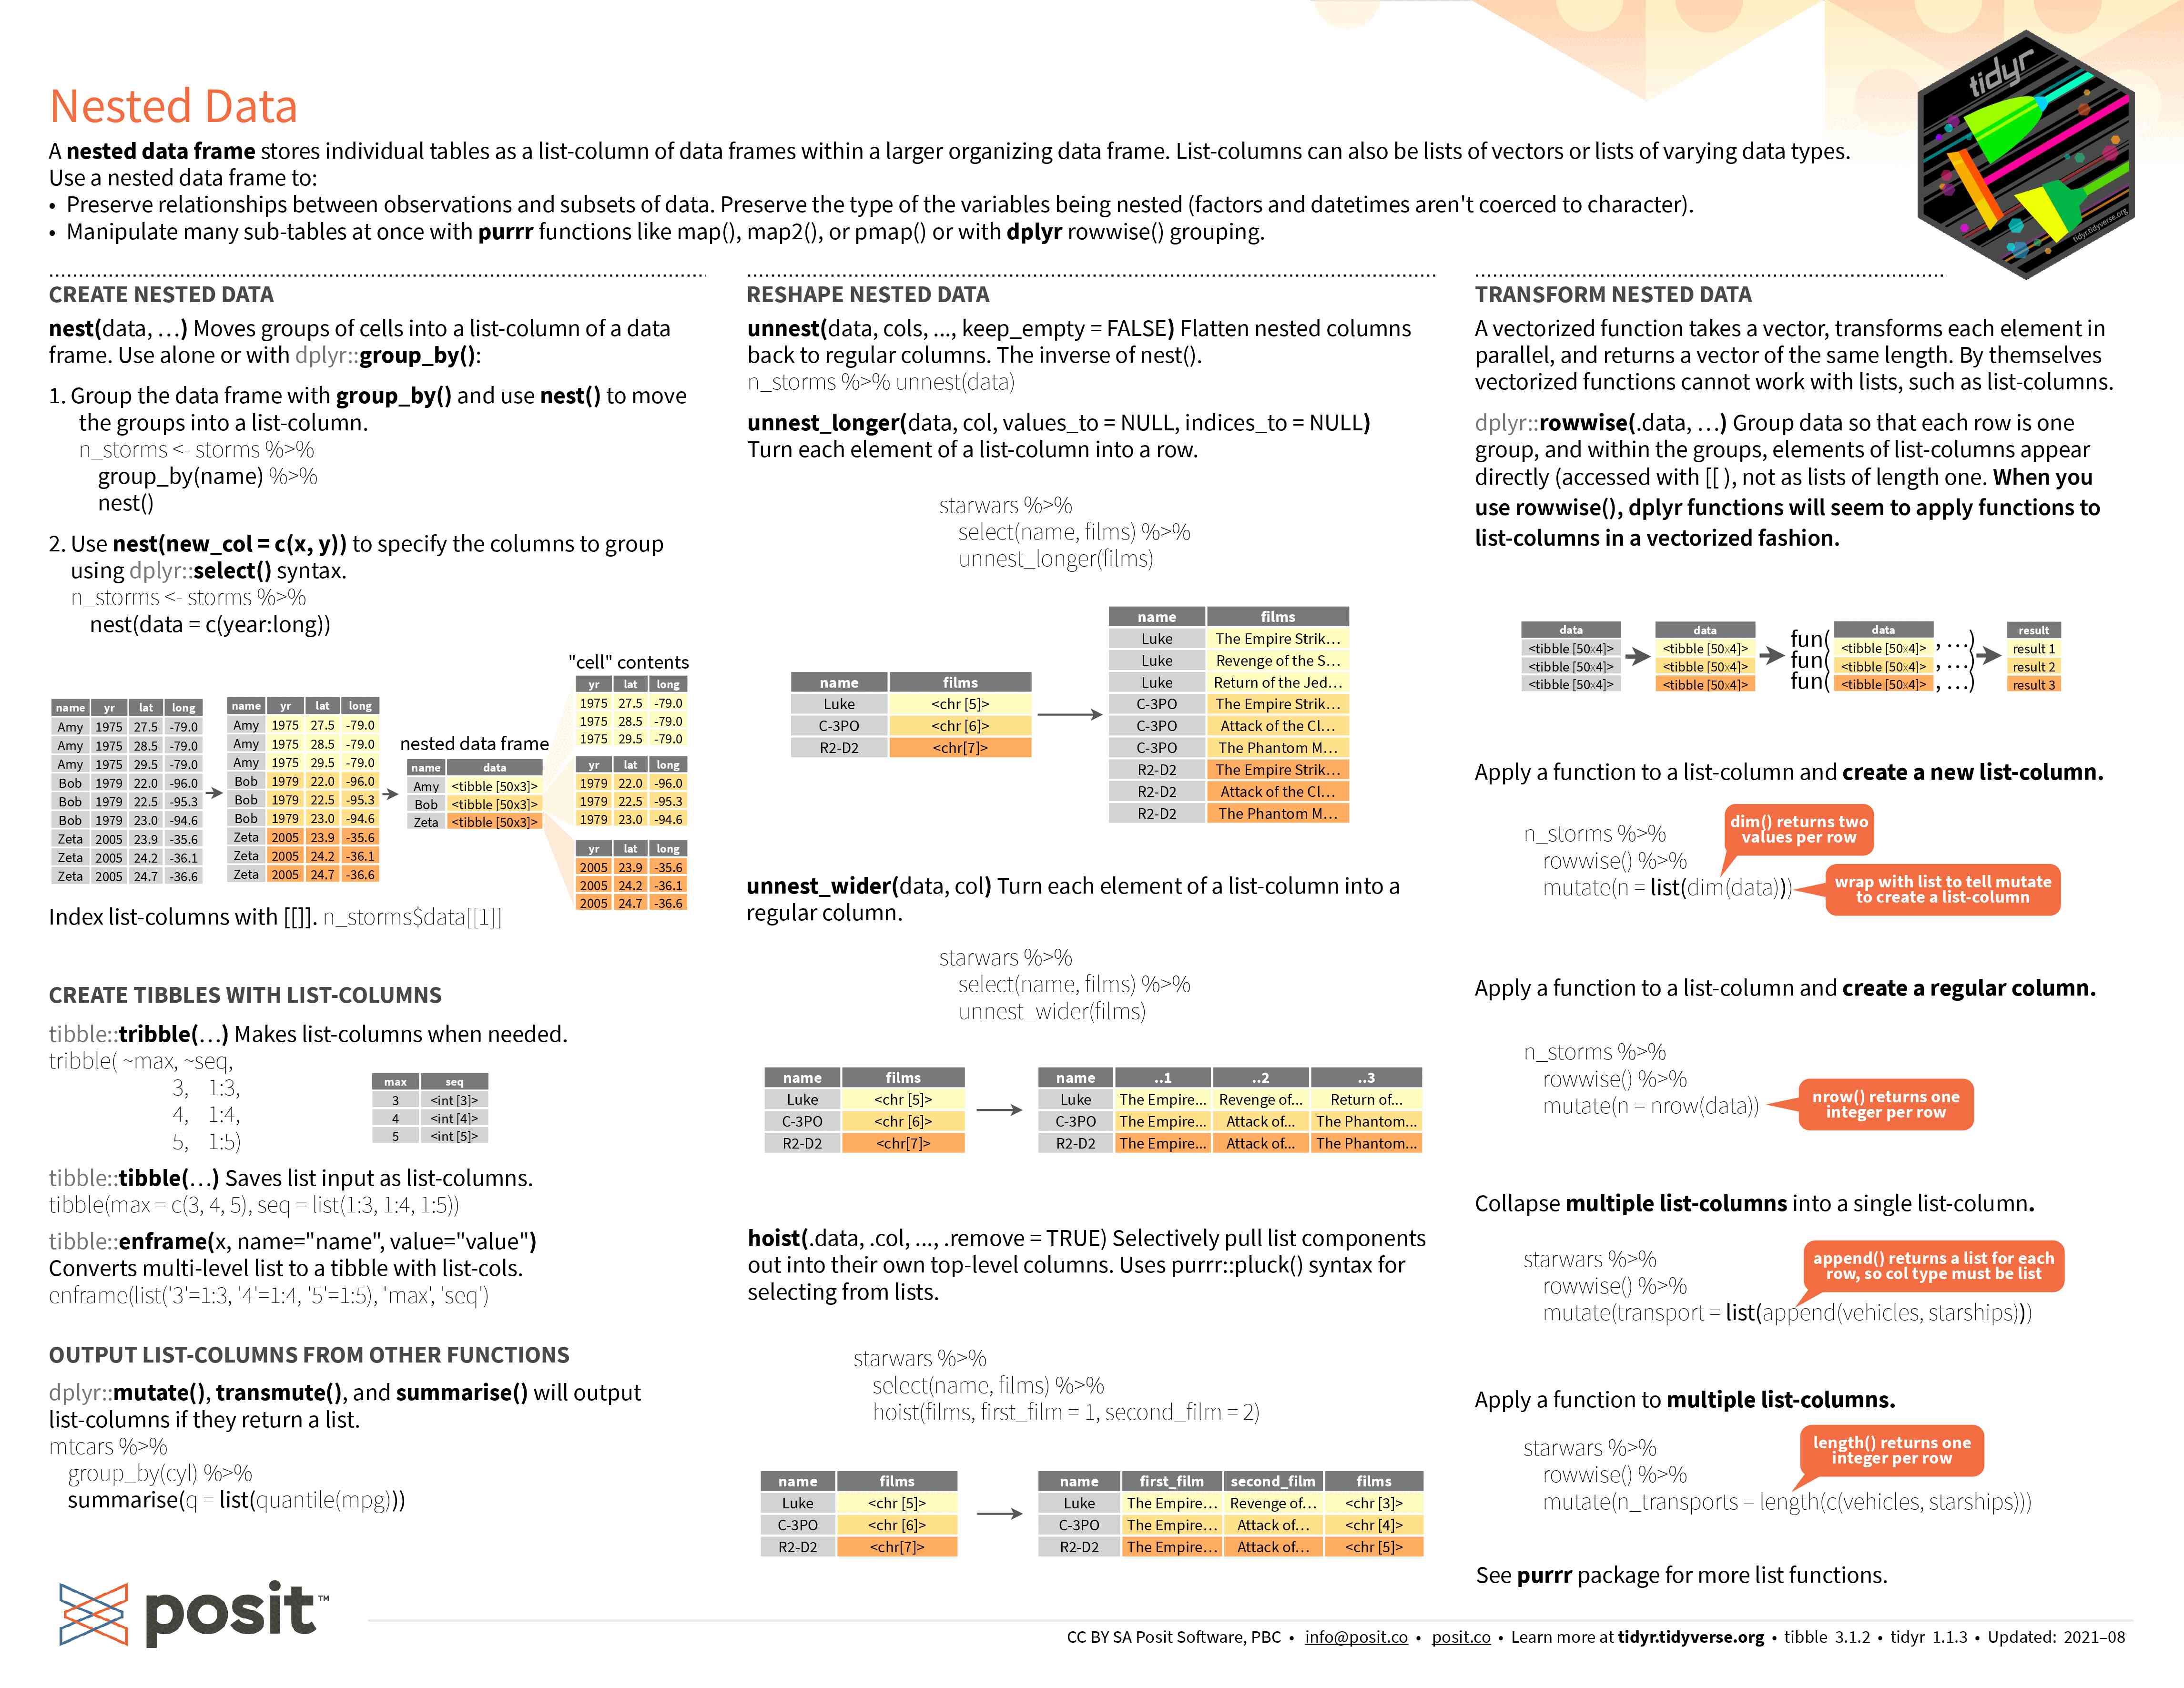 tidyr
tidyr.tidyverse.org
Nested Data
A nested data frame stores individual tables as a list-column of data frames within a larger organizing data frame. List-columns can also be lists of vectors or lists of varying data types.
Use a nested data frame to:
• Preserve relationships between observations and subsets of data. Preserve the type of the variables being nested (factors and datetimes aren't coerced to character).
• Manipulate many sub-tables at once with purrr functions like map(), map2(), or pmap() or with dplyr rowwise() grouping.
CREATE NESTED DATA
nest(data, …) Moves groups of cells into a list-column of a data
frame. Use alone or with dplyr::group_by():
1. Group the data frame with group_by() and use nest() to move
the groups into a list-column.
n_storms <- storms %>%
group_by(name) %>%
nest()
2. Use nest(new_col = c(x, y)) to specify the columns to group
using dplyr::select() syntax.
n_storms <- storms %>%
nest(data = c(year:long))
name yr lat long
Amy 1975 27.5 -79.0
Amy 1975 28.5 -79.0
Amy 1975 29.5 -79.0
Bob 1979 22.0 -96.0
Bob 1979 22.5 -95.3
Bob 1979 23.0 -94.6
Zeta 2005 23.9 -35.6
Zeta 2005 24.2 -36.1
Zeta 2005 24.7 -36.6
name yr lat long
Amy 1975 27.5 -79.0
Amy 1975 28.5 -79.0
Amy 1975 29.5 -79.0
Bob 1979 22.0 -96.0
Bob 1979 22.5 -95.3
Bob 1979 23.0 -94.6
Zeta 2005 23.9 -35.6
Zeta 2005 24.2 -36.1
Zeta 2005 24.7 -36.6
nested data frame
name data
Amy <tibble [50x3]>
Bob <tibble [50x3]>
Zeta <tibble [50x3]>
"cell" contents
yr lat long
1975 27.5 -79.0
1975 28.5 -79.0
1975 29.5 -79.0
yr lat long
1979 22.0 -96.0
1979 22.5 -95.3
1979 23.0 -94.6
yr lat long
2005 23.9 -35.6
2005 24.2 -36.1
2005 24.7 -36.6
Index list-columns with [[]]. n_storms$data[[1]]
CREATE TIBBLES WITH LIST-COLUMNS
tibble::tribble(…) Makes list-columns when needed.
tribble( ~max, ~seq,
3, 1:3,
4, 1:4,
5, 1:5)
max seq
3 <int [3]>
4 <int [4]>
5 <int [5]>
tibble::tibble(…) Saves list input as list-columns.
tibble(max = c(3, 4, 5), seq = list(1:3, 1:4, 1:5))
tibble::enframe(x, name="name", value="value")
Converts multi-level list to a tibble with list-cols.
enframe(list('3'=1:3, '4'=1:4, '5'=1:5), 'max', 'seq')
OUTPUT LIST-COLUMNS FROM OTHER FUNCTIONS
dplyr::mutate(), transmute(), and summarise() will output
list-columns if they return a list.
mtcars %>%
group_by(cyl) %>%
summarise(q = list(quantile(mpg)))
RESHAPE NESTED DATA
unnest(data, cols, ..., keep_empty = FALSE) Flatten nested columns
back to regular columns. The inverse of nest().
n_storms %>% unnest(data)
unnest_longer(data, col, values_to = NULL, indices_to = NULL)
Turn each element of a list-column into a row.
starwars %>%
select(name, films) %>%
unnest_longer(films)
name films
Luke <chr [5]>
C-3PO <chr [6]>
R2-D2 <chr[7]>
name films
Luke The Empire Strik…
Luke Revenge of the S…
Luke Return of the Jed…
C-3PO The Empire Strik…
C-3PO Attack of the Cl…
C-3PO The Phantom M…
R2-D2 The Empire Strik…
R2-D2 Attack of the Cl…
R2-D2 The Phantom M…
unnest_wider(data, col) Turn each element of a list-column into a
regular column.
starwars %>%
select(name, films) %>%
unnest_wider(films)
name films
Luke <chr [5]>
C-3PO <chr [6]>
R2-D2 <chr[7]>
name ..1 ..2 ..3
Luke The Empire... Revenge of... Return of...
C-3PO The Empire... Attack of... The Phantom...
R2-D2 The Empire... Attack of... The Phantom...
hoist(.data, .col, ..., .remove = TRUE) Selectively pull list components
out into their own top-level columns. Uses purrr::pluck() syntax for
selecting from lists.
starwars %>%
select(name, films) %>%
hoist(films, first_film = 1, second_film = 2)
name films
Luke <chr [5]>
C-3PO <chr [6]>
R2-D2 <chr[7]>
name first_film second_film films
Luke The Empire… Revenge of… <chr [3]>
C-3PO The Empire… Attack of… <chr [4]>
R2-D2 The Empire… Attack of… <chr [5]>
TRANSFORM NESTED DATA
A vectorized function takes a vector, transforms each element in
parallel, and returns a vector of the same length. By themselves
vectorized functions cannot work with lists, such as list-columns.
dplyr::rowwise(.data, …) Group data so that each row is one
group, and within the groups, elements of list-columns appear
directly (accessed with [[ ), not as lists of length one. When you
use rowwise(), dplyr functions will seem to apply functions to
list-columns in a vectorized fashion.
data
<tibble [50x4]>
<tibble [50x4]>
<tibble [50x4]>
data
<tibble [50x4]>
<tibble [50x4]>
<tibble [50x4]>
data
fun( <tibble [50x4]> , …)
fun( <tibble [50x4]> , …)
fun( <tibble [50x4]> , …)
result
result 1
result 2
result 3
Apply a function to a list-column and create a new list-column.
n_storms %>%
rowwise() %>%
mutate(n = list(dim(data)))
dim() returns two
values per row
wrap with list to tell mutate
to create a list-column
Apply a function to a list-column and create a regular column.
n_storms %>%
rowwise() %>%
mutate(n = nrow(data))
nrow() returns one
integer per row
Collapse multiple list-columns into a single list-column.
starwars %>%
rowwise() %>%
mutate(transport = list(append(vehicles, starships)))
append() returns a list for each
row, so col type must be list
Apply a function to multiple list-columns.
starwars %>%
rowwise() %>%
mutate(n_transports = length(c(vehicles, starships)))
length() returns one
integer per row
See purrr package for more list functions.
posit™
CC BY SA Posit Software, PBC • info@posit.co • posit.co • Learn more at tidyr.tidyverse.org • tibble 3.1.2 • tidyr 1.1.3 • Updated: 2021–08